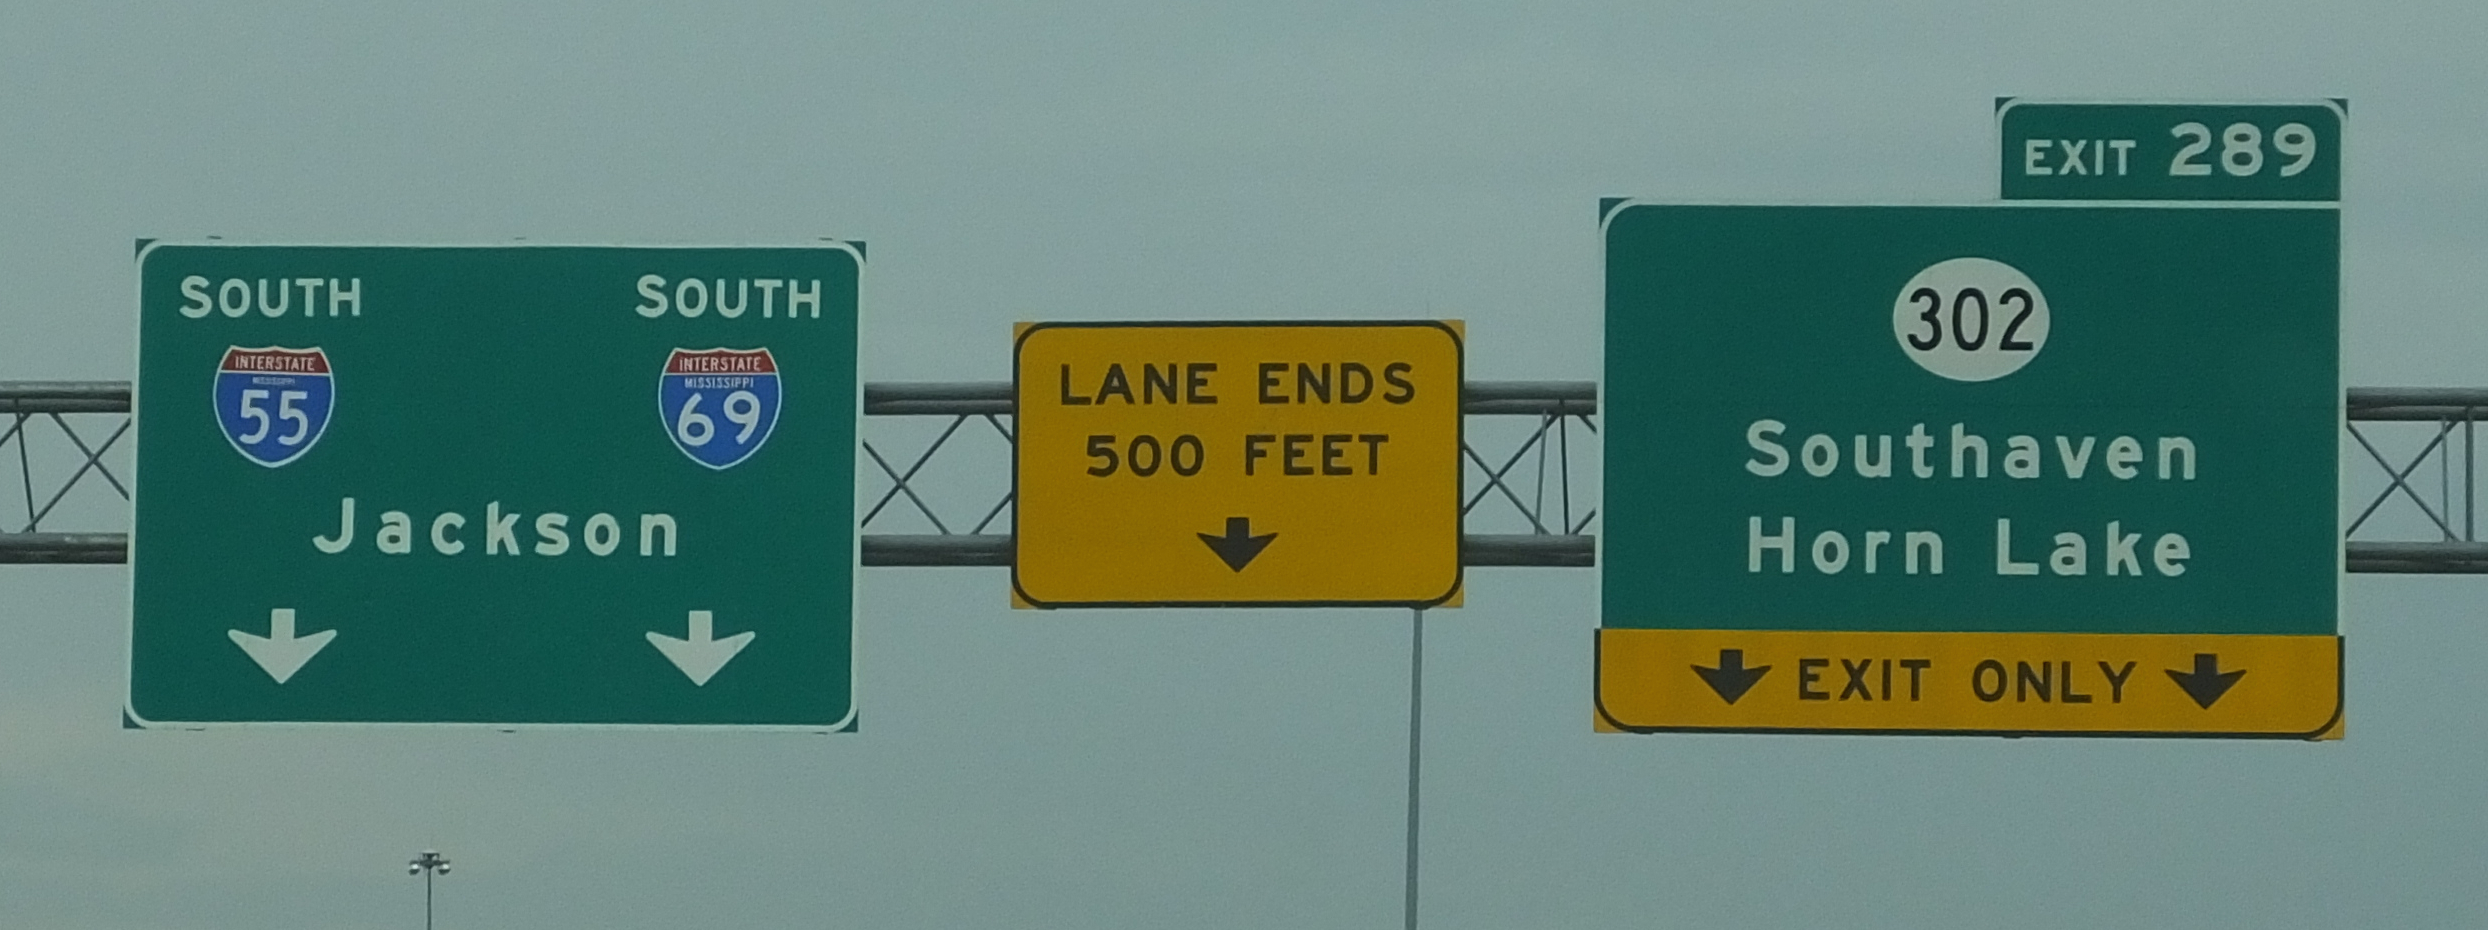 SOUTH SOUTH
INTERSTATE INTERSTATE
MISSISSIPPI MISSISSIPPI
55 69
Jackson
LANE ENDS
500 FEET
EXIT 289
302
Southaven
Horn Lake
EXIT ONLY